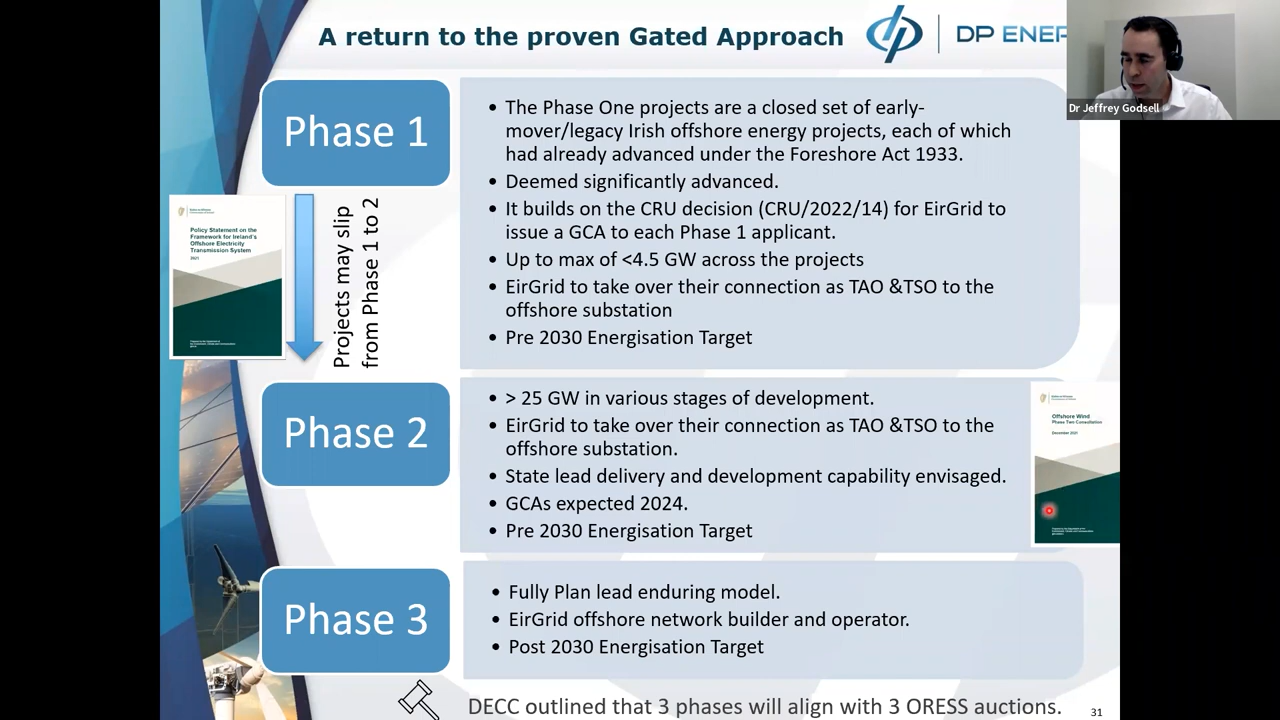 A return to the proven Gated Approach
DP ENER
Dr Jeffrey Godsell
Phase 1
• The Phase One projects are a closed set of early-
mover/legacy Irish offshore energy projects, each of which
had already advanced under the Foreshore Act 1933.
• Deemed significantly advanced.
• It builds on the CRU decision (CRU/2022/14) for EirGrid to
issue a GCA to each Phase 1 applicant.
• Up to max of <4.5 GW across the projects
• EirGrid to take over their connection as TAO &TSO to the
offshore substation
• Pre 2030 Energisation Target
Policy Statement on the
Framework for Ireland's
Offshore Electricity
Transmission System
2021
Projects may slip
from Phase 1 to 2
Phase 2
• > 25 GW in various stages of development.
• EirGrid to take over their connection as TAO &TSO to the
offshore substation.
• State lead delivery and development capability envisaged.
• GCAs expected 2024.
• Pre 2030 Energisation Target
Offshore Wind
Phase Two Consultation
December 2021
Phase 3
• Fully Plan lead enduring model.
• EirGrid offshore network builder and operator.
• Post 2030 Energisation Target
DECC outlined that 3 phases will align with 3 ORESS auctions.
31